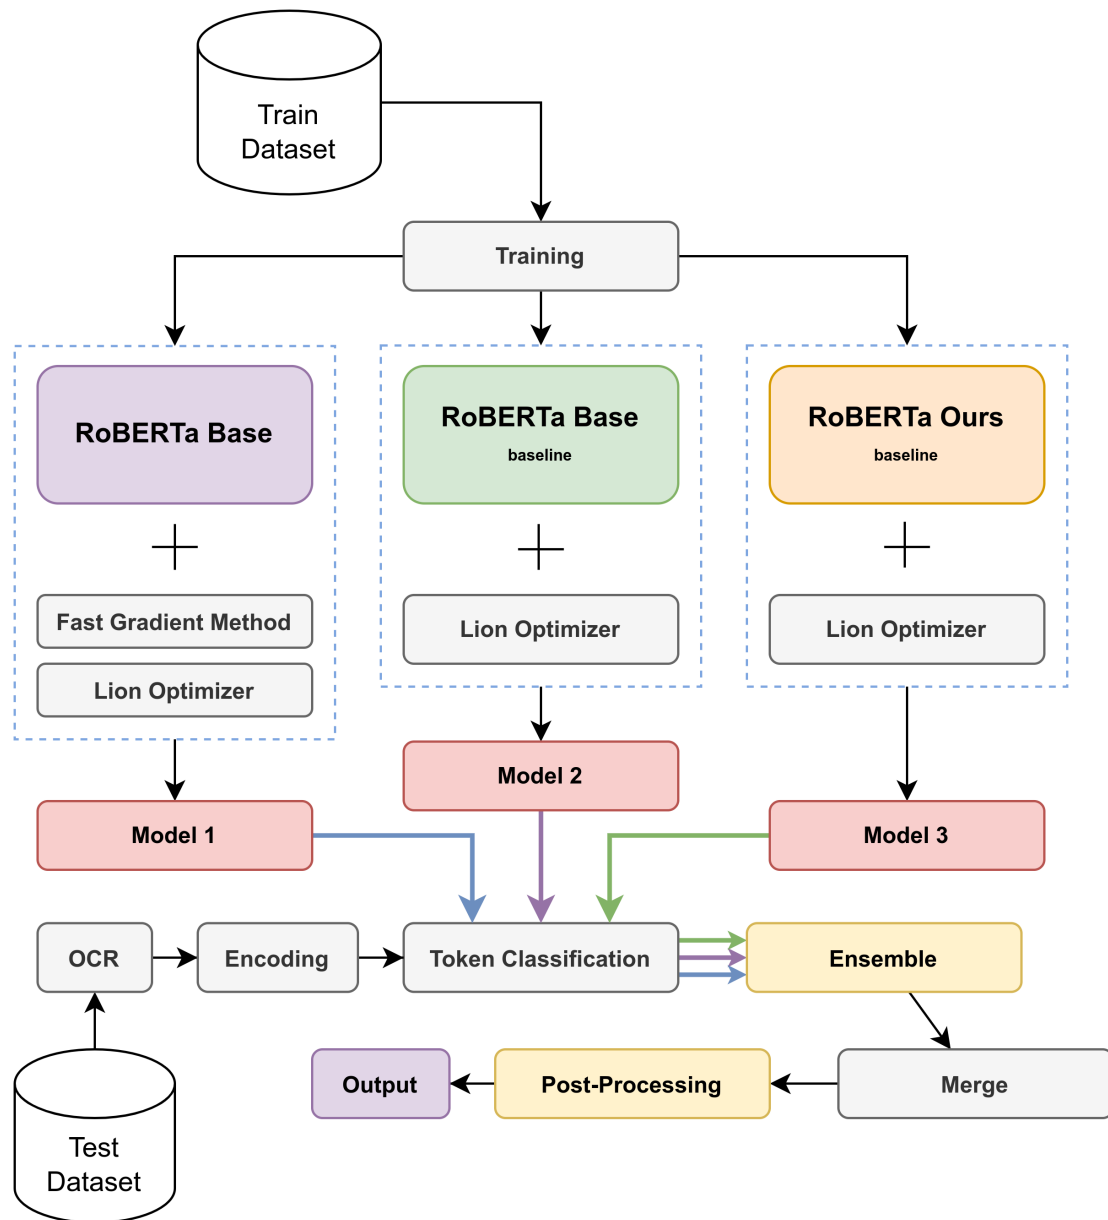 Train
Dataset
Training
RoBERTa Base
RoBERTa Base
baseline
RoBERTa Ours
baseline
Fast Gradient Method
Lion Optimizer
Lion Optimizer
Lion Optimizer
Model 1
Model 2
Model 3
OCR
Encoding
Token Classification
Ensemble
Output
Post-Processing
Merge
Test
Dataset